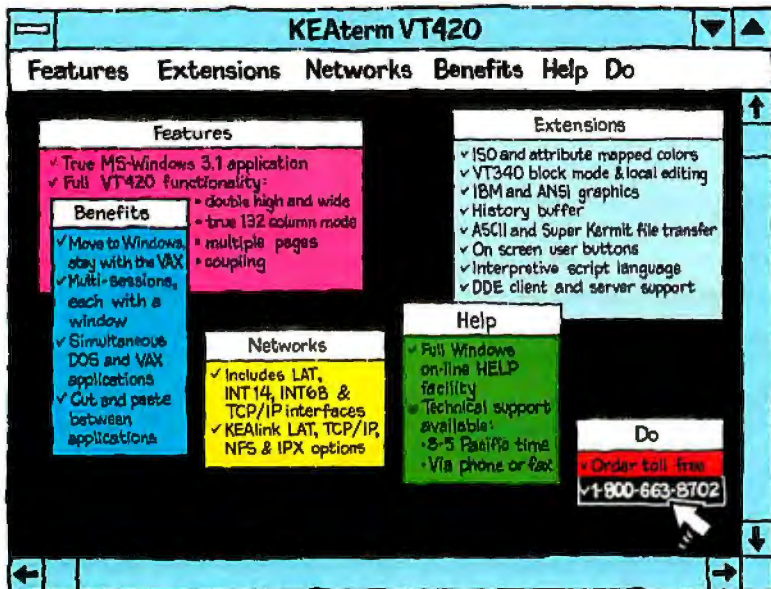 KEAterm VT420
Features Extensions Networks Benefits Help Do
Features
✓ True MS-Windows 3.1 application
✓ Full VT420 functionality:
• double high and wide
• true 132 column mode
• multiple pages
• coupling
Benefits
✓ Move to Windows,
stay with the VAX
✓ Multi-sessions,
each with a
window
✓ Simultaneous
DOS and VAX
applications
✓ Cut and paste
between
applications
Extensions
✓ ISO and attribute mapped colors
✓ VT340 block mode & local editing
✓ IBM and ANSI graphics
✓ History buffer
✓ ASCII and Super Kermit file transfer
✓ On screen user buttons
✓ Interpretive script language
✓ DDE client and server support
Networks
✓ Includes LAT,
INT14, INT6B &
TCP/IP interfaces
✓ KEAlink LAT, TCP/IP,
NFS & IPX options
Help
✓ Full Windows
on-line HELP
facility
✓ Technical support
available:
• 8-5 Pacific time
• Via phone or fax
Do
✓ Order toll free
✓ 1-800-663-8702